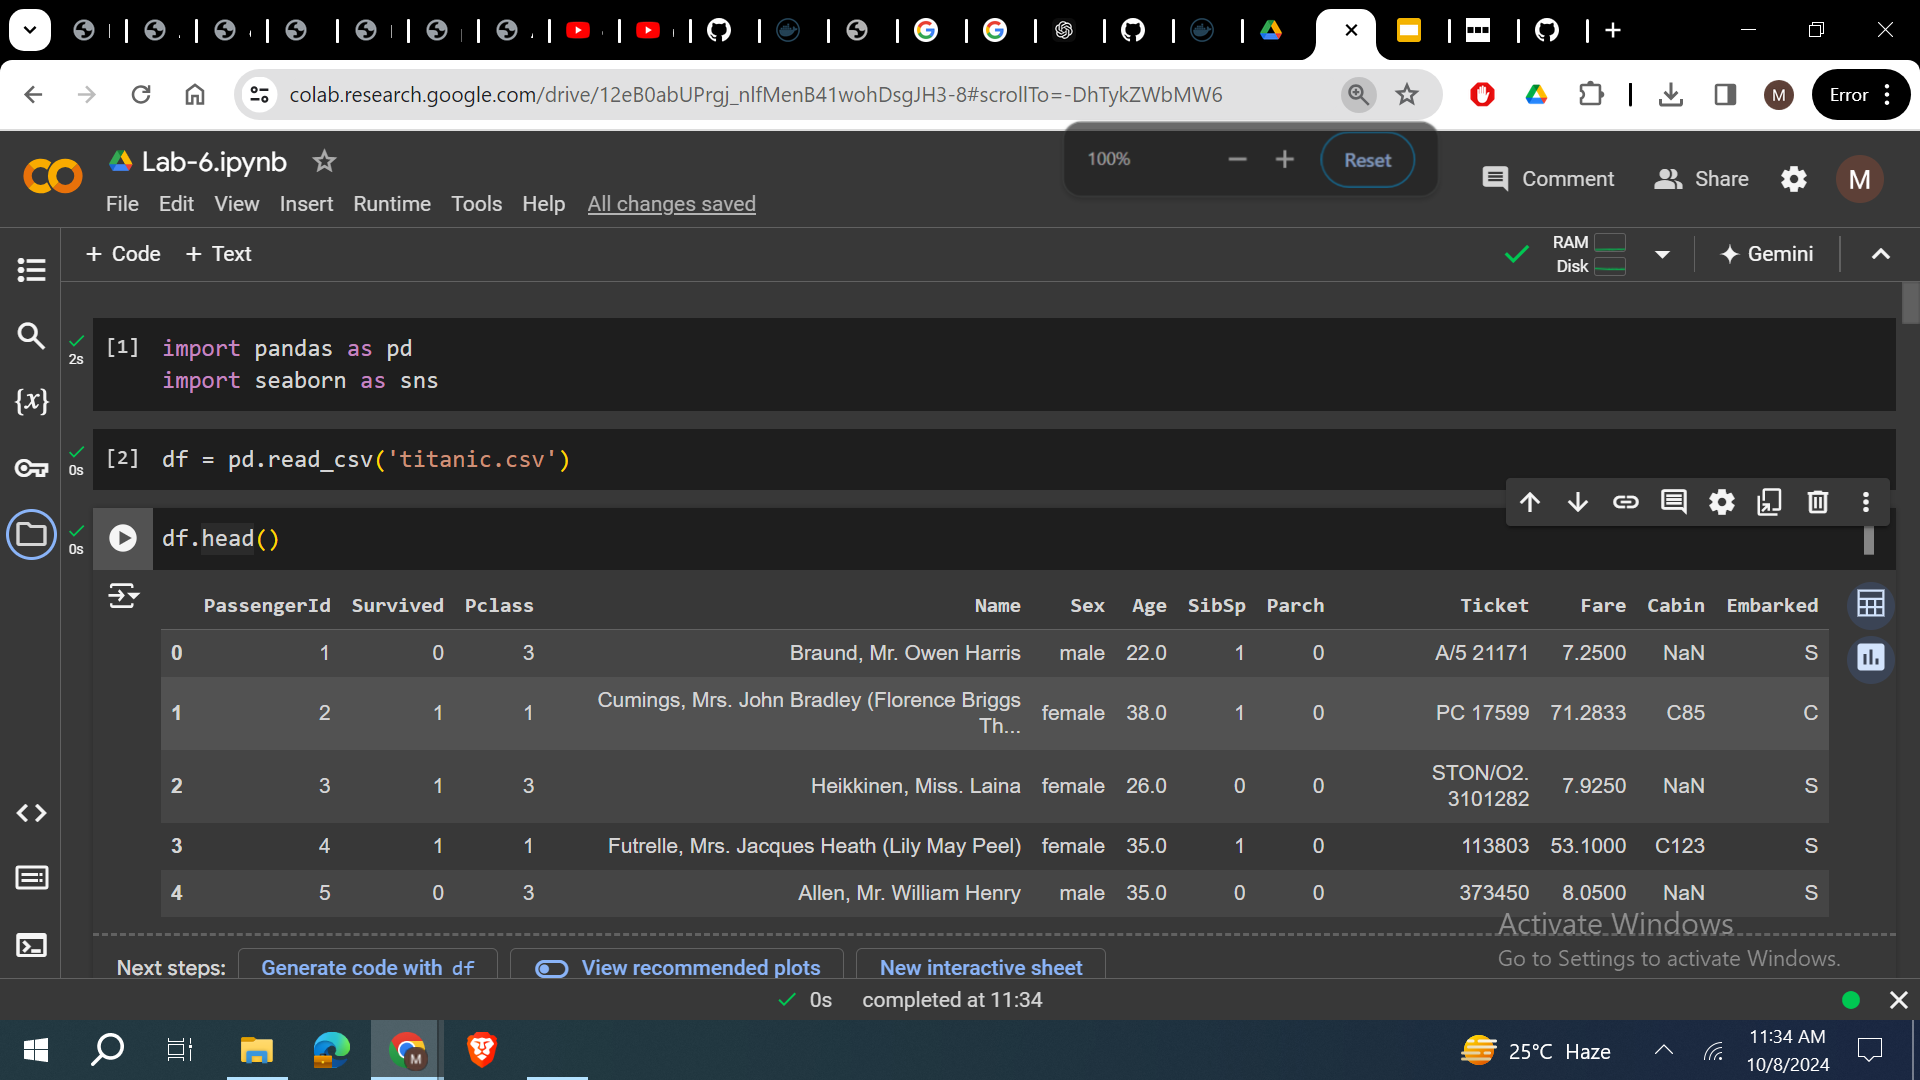 colab.research.google.com/drive/12eB0abUPrgj_nlfMenB41wohDsgJH3-8#scrollTo=-DhTykZWbMW6
M
Error
Lab-6.ipynb
100%
Reset
Comment
Share
M
File Edit View Insert Runtime Tools Help All changes saved
+ Code + Text
RAM
Disk
Gemini
2s
[1] import pandas as pd
import seaborn as sns
0s
[2] df = pd.read_csv('titanic.csv')
0s
df.head()
PassengerId Survived Pclass Name Sex Age SibSp Parch Ticket Fare Cabin Embarked
0 1 0 3 Braund, Mr. Owen Harris male 22.0 1 0 A/5 21171 7.2500 NaN S
1 2 1 1 Cumings, Mrs. John Bradley (Florence Briggs Th... female 38.0 1 0 PC 17599 71.2833 C85 C
2 3 1 3 Heikkinen, Miss. Laina female 26.0 0 0 STON/O2. 3101282 7.9250 NaN S
3 4 1 1 Futrelle, Mrs. Jacques Heath (Lily May Peel) female 35.0 1 0 113803 53.1000 C123 S
4 5 0 3 Allen, Mr. William Henry male 35.0 0 0 373450 8.0500 NaN S
Activate Windows
Go to Settings to activate Windows.
Next steps: Generate code with df View recommended plots New interactive sheet
0s completed at 11:34
M
25°C Haze
11:34 AM
10/8/2024